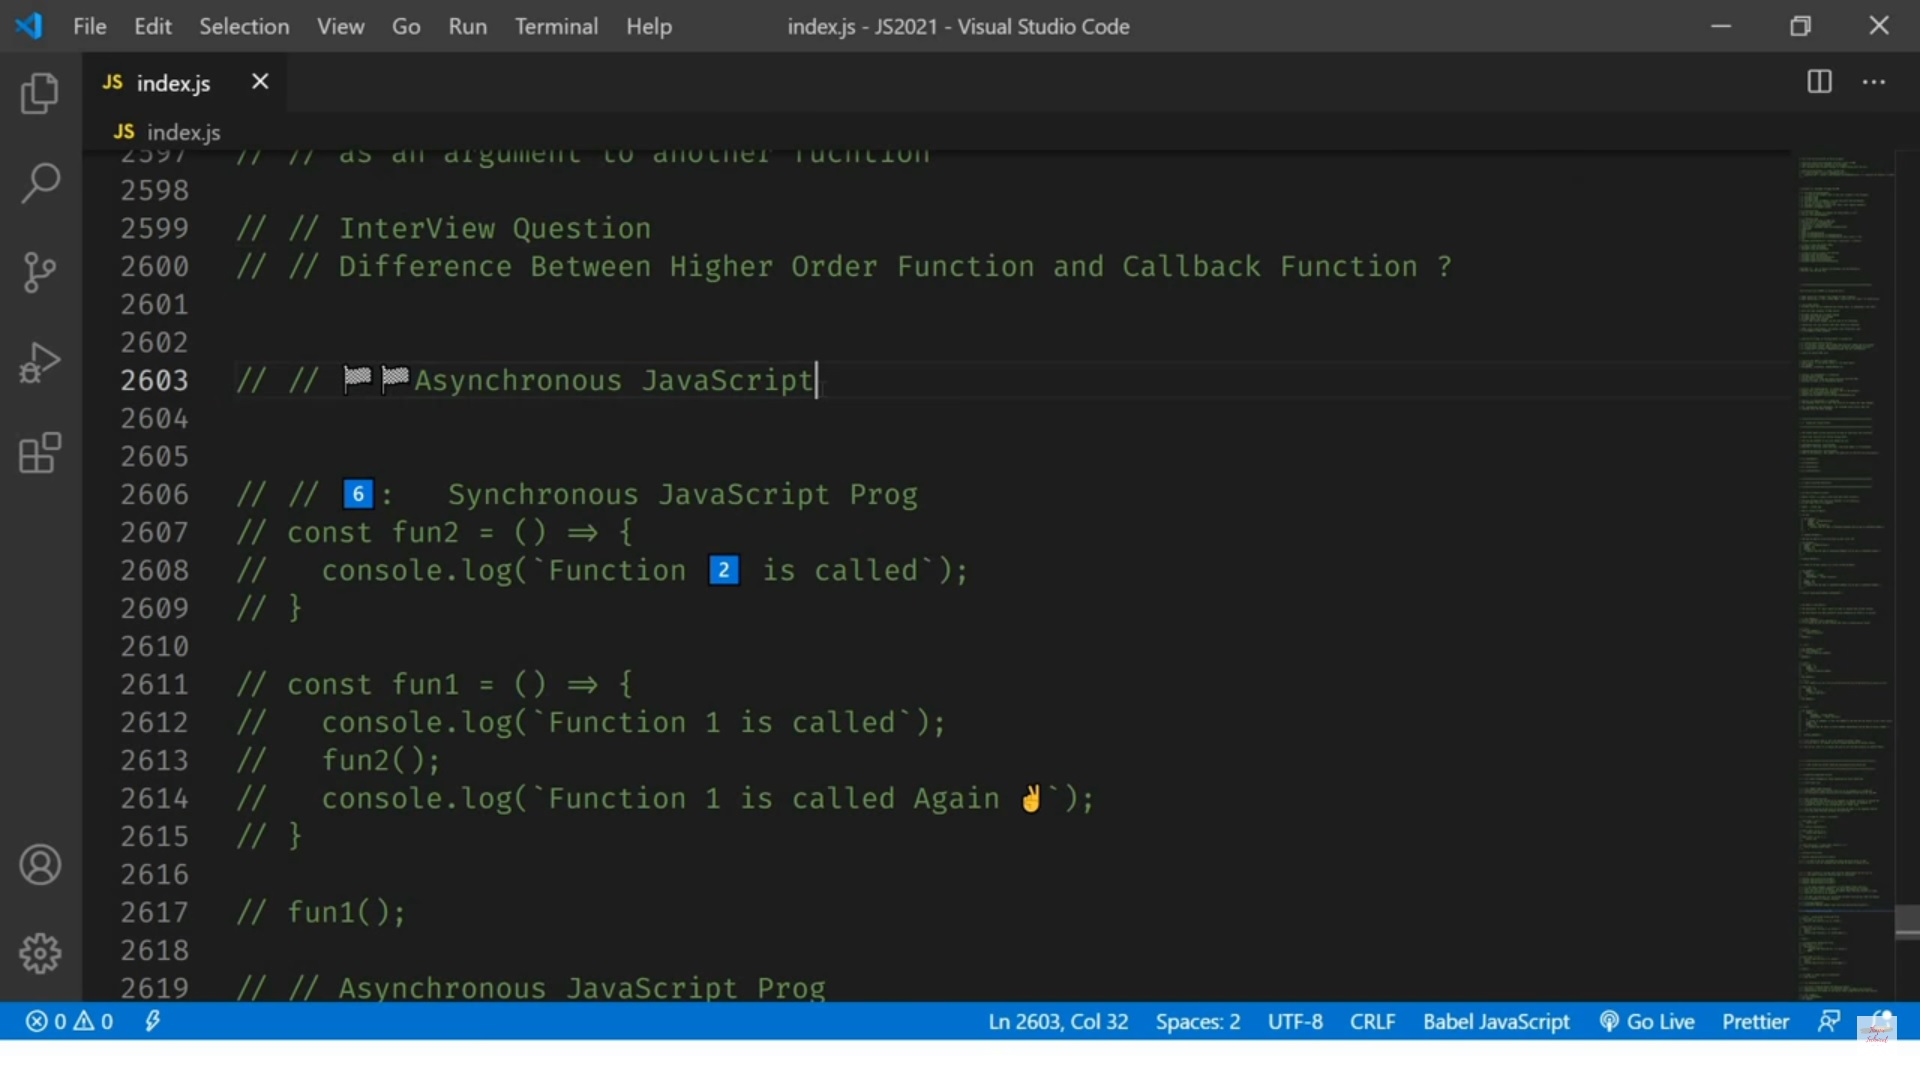 File Edit Selection View Go Run Terminal Help index.js - JS2021 - Visual Studio Code
JS index.js
JS index.js
2597 // // as an argument to another fucntion
2598
2599 // // InterView Question
2600 // // Difference Between Higher Order Function and Callback Function ?
2601
2602
2603 // // 🏁🏁Asynchronous JavaScript
2604
2605
2606 // // 6️⃣:   Synchronous JavaScript Prog
2607 // const fun2 = () => {
2608 //   console.log(`Function 2️⃣ is called`);
2609 // }
2610
2611 // const fun1 = () => {
2612 //   console.log(`Function 1 is called`);
2613 //   fun2();
2614 //   console.log(`Function 1 is called Again ✌`);
2615 // }
2616
2617 // fun1();
2618
2619 // // Asynchronous JavaScript Prog
0 0 Ln 2603, Col 32 Spaces: 2 UTF-8 CRLF Babel JavaScript Go Live Prettier